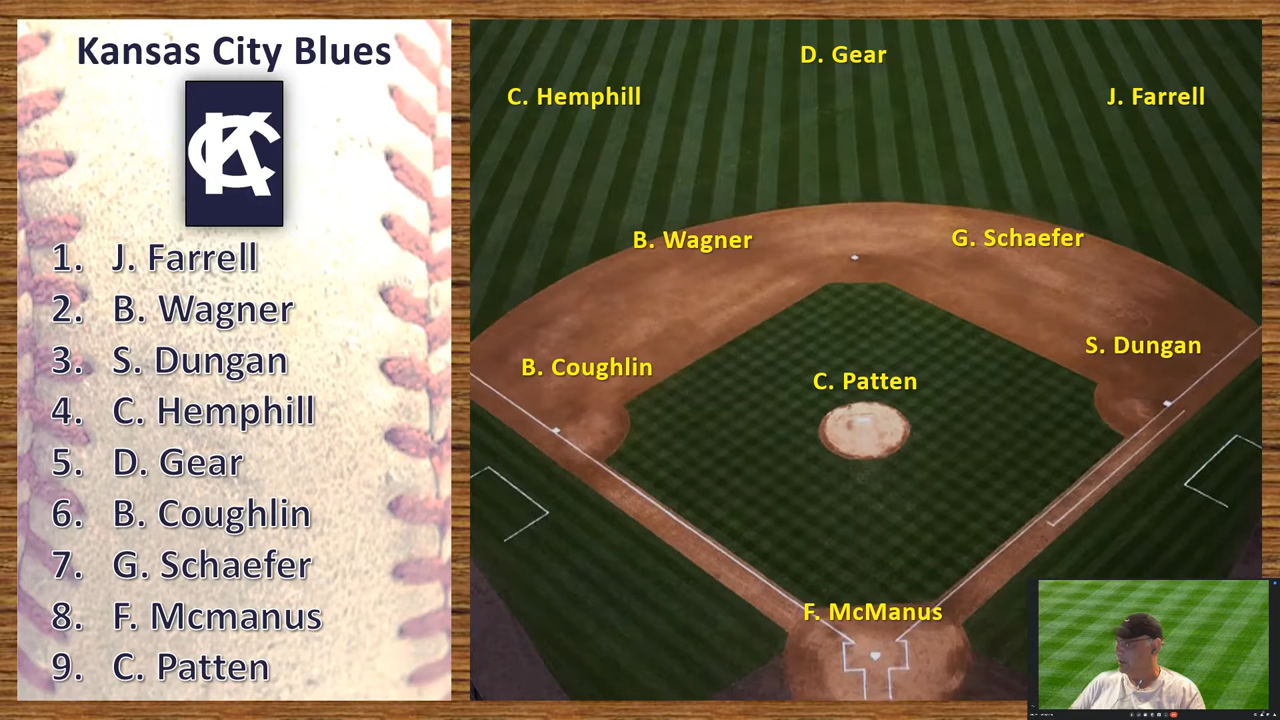 Kansas City Blues
KC
1. J. Farrell
2. B. Wagner
3. S. Dungan
4. C. Hemphill
5. D. Gear
6. B. Coughlin
7. G. Schaefer
8. F. Mcmanus
9. C. Patten
D. Gear
C. Hemphill
J. Farrell
B. Wagner
G. Schaefer
B. Coughlin
S. Dungan
C. Patten
F. McManus